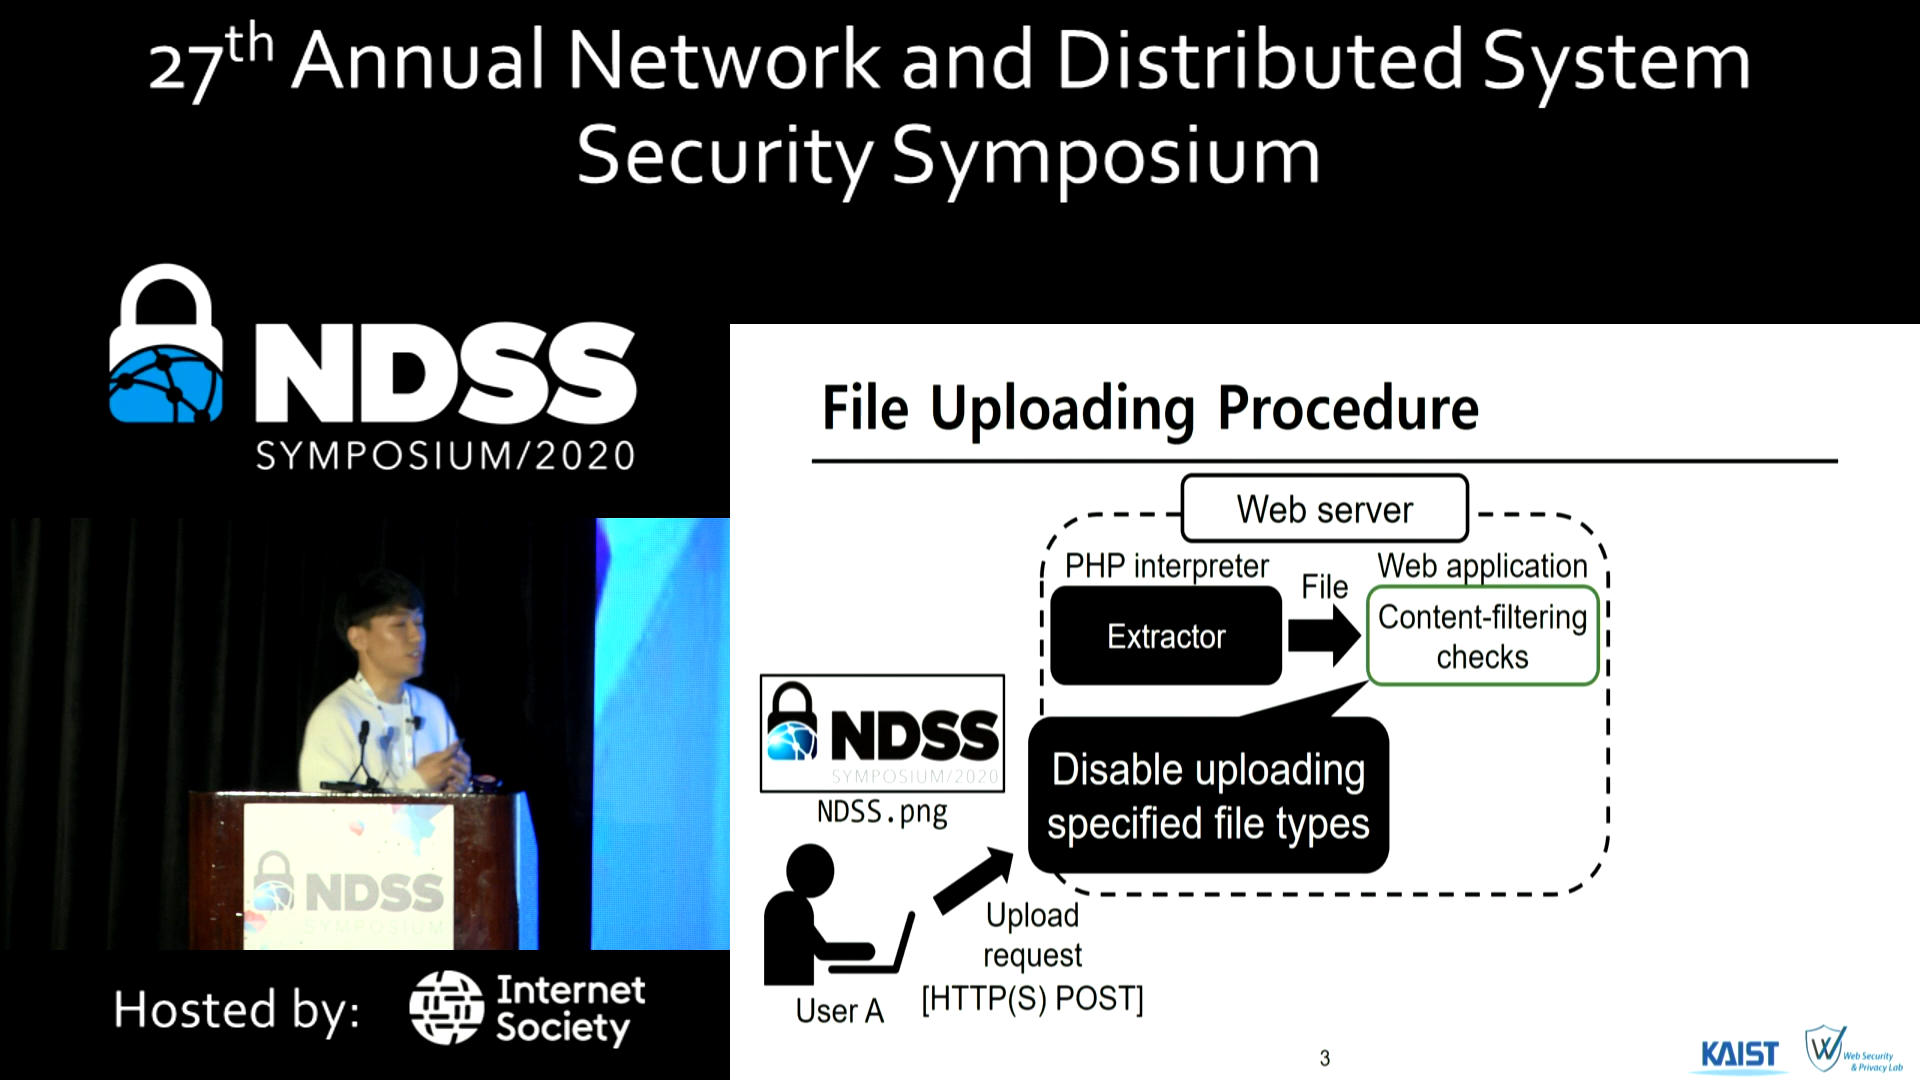 27th Annual Network and Distributed System
Security Symposium
NDSS
SYMPOSIUM/2020
File Uploading Procedure
Web server
PHP interpreter
Web application
File
Extractor
Content-filtering
checks
NDSS
SYMPOSIUM/2020
NDSS.png
Disable uploading
specified file types
Upload
request
[HTTP(S) POST]
User A
NDSS
SYMPOSIUM
Hosted by:
Internet
Society
3
KAIST
W
Web Security
& Privacy Lab